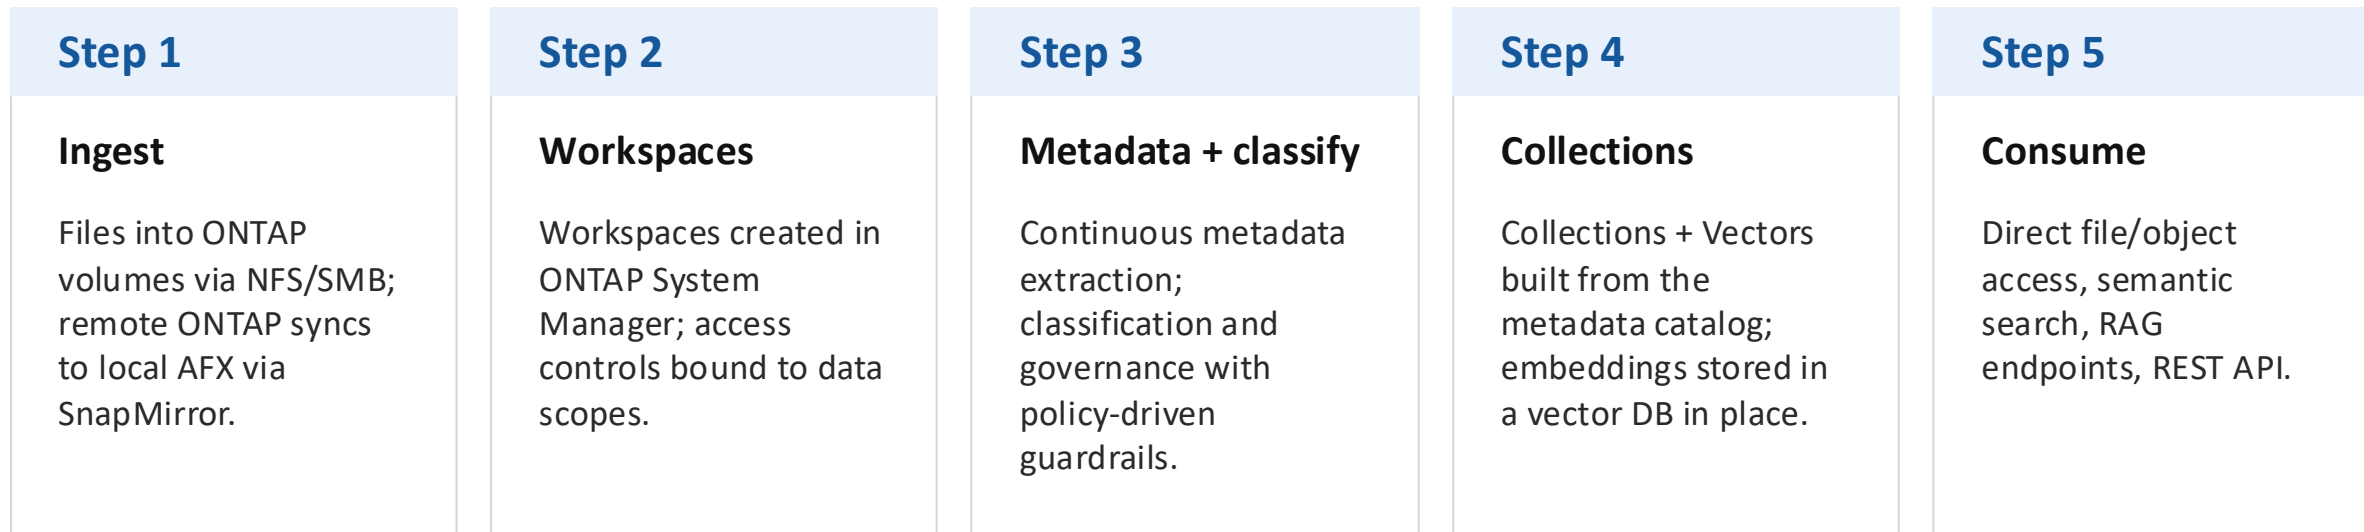 Step 1
Ingest
Files into ONTAP
volumes via NFS/SMB;
remote ONTAP syncs
to local AFX via
SnapMirror.
Step 2
Workspaces
Workspaces created in
ONTAP System
Manager; access
controls bound to data
scopes.
Step 3
Metadata + classify
Continuous metadata
extraction;
classification and
governance with
policy-driven
guardrails.
Step 4
Collections
Collections + Vectors
built from the
metadata catalog;
embeddings stored in
a vector DB in place.
Step 5
Consume
Direct file/object
access, semantic
search, RAG
endpoints, REST API.